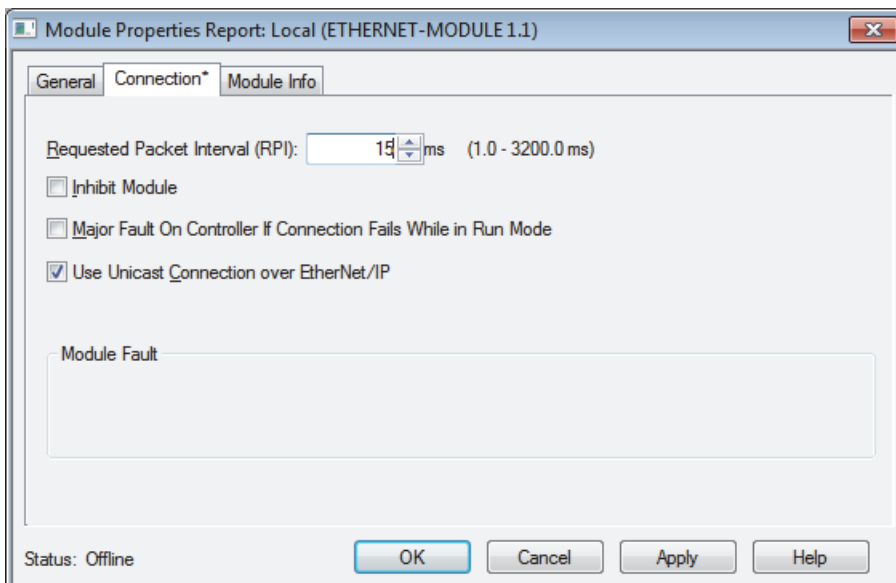 Module Properties Report: Local (ETHERNET-MODULE 1.1)
General Connection* Module Info
Requested Packet Interval (RPI): 15 ms (1.0 - 3200.0 ms)
Inhibit Module
Major Fault On Controller If Connection Fails While in Run Mode
Use Unicast Connection over EtherNet/IP
Module Fault
Status: Offline OK Cancel Apply Help